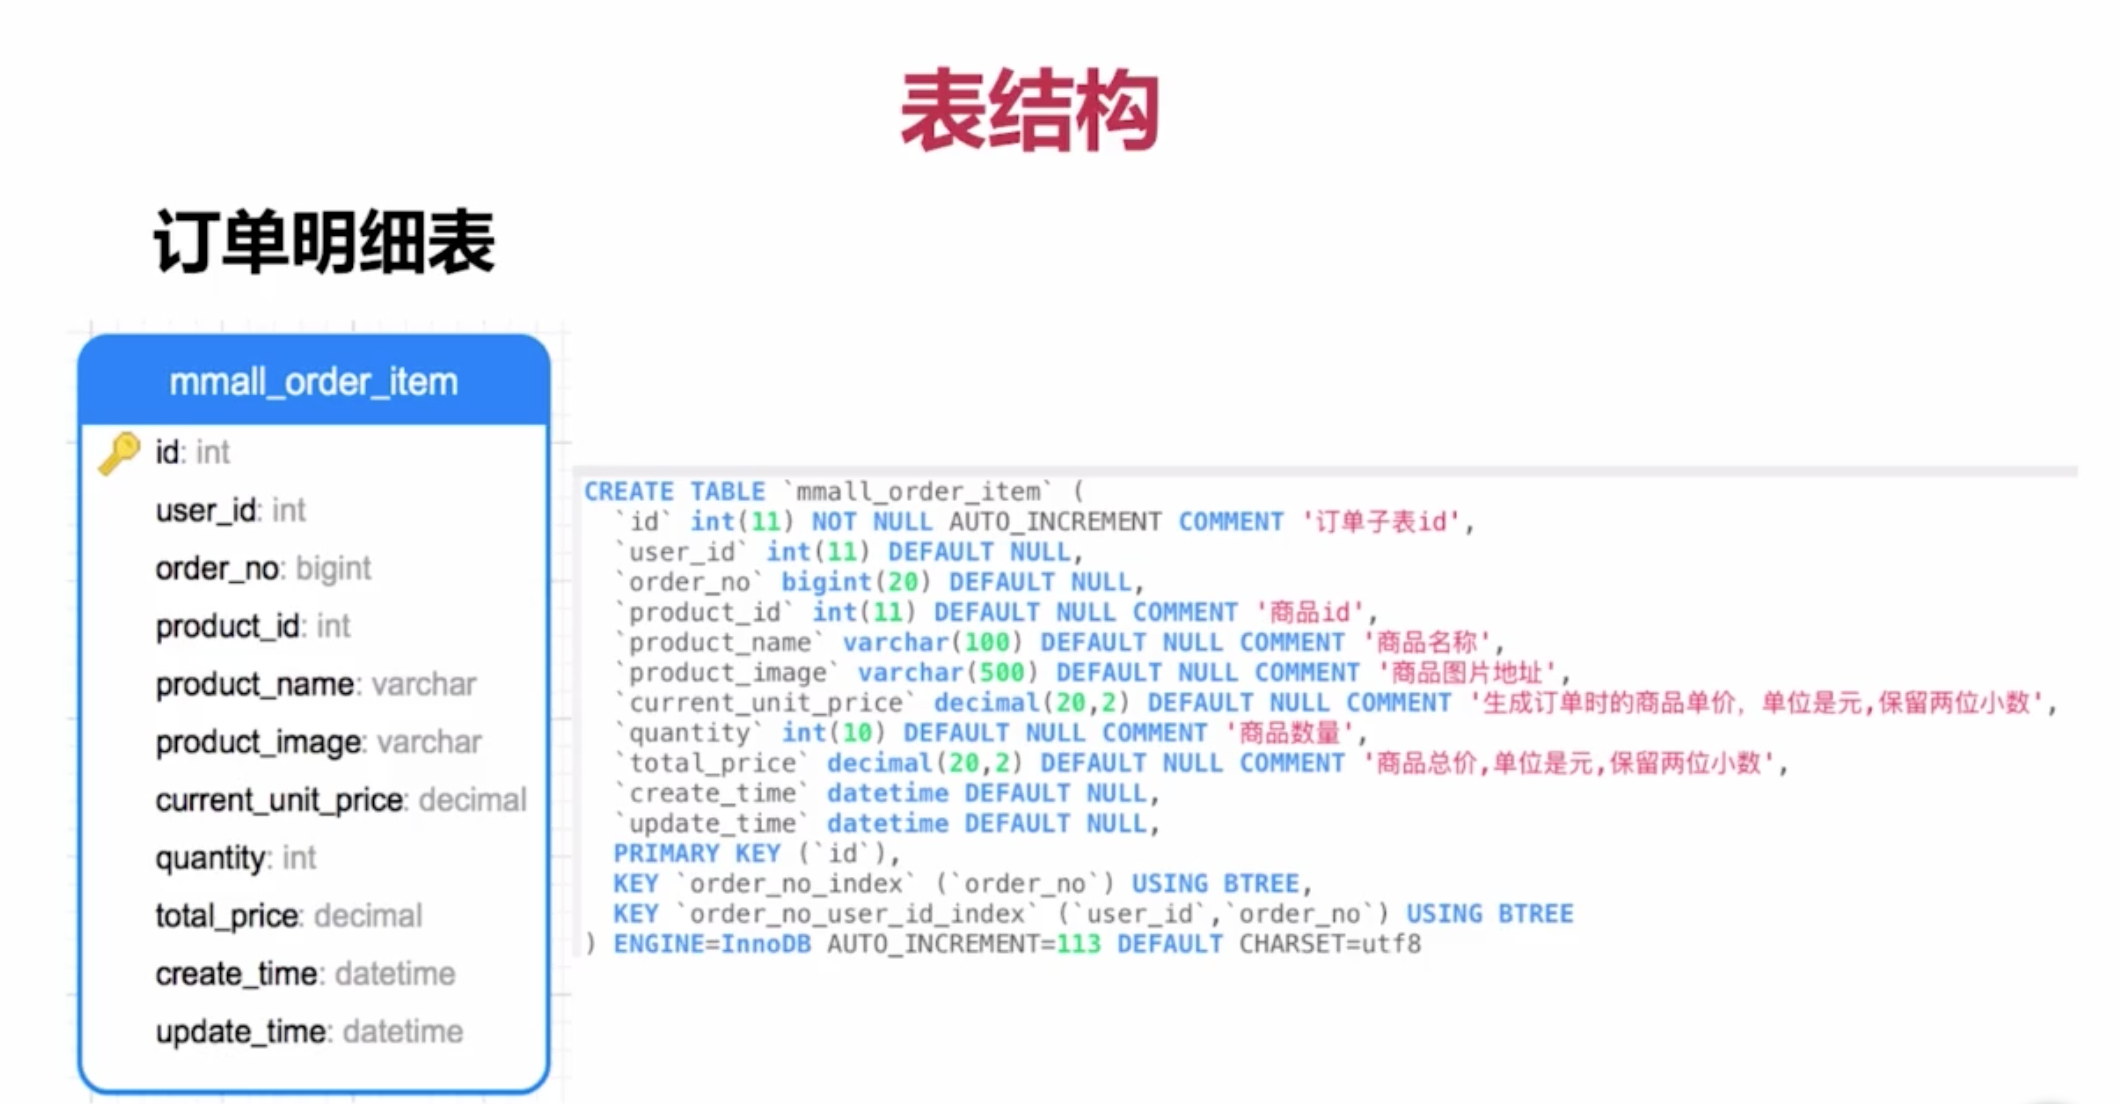 表结构
订单明细表
mmall_order_item
id: int
user_id: int
order_no: bigint
product_id: int
product_name: varchar
product_image: varchar
current_unit_price: decimal
quantity: int
total_price: decimal
create_time: datetime
update_time: datetime
CREATE TABLE `mmall_order_item` (
`id` int(11) NOT NULL AUTO_INCREMENT COMMENT '订单子表id',
`user_id` int(11) DEFAULT NULL,
`order_no` bigint(20) DEFAULT NULL,
`product_id` int(11) DEFAULT NULL COMMENT '商品id',
`product_name` varchar(100) DEFAULT NULL COMMENT '商品名称',
`product_image` varchar(500) DEFAULT NULL COMMENT '商品图片地址',
`current_unit_price` decimal(20,2) DEFAULT NULL COMMENT '生成订单时的商品单价，单位是元,保留两位小数',
`quantity` int(10) DEFAULT NULL COMMENT '商品数量',
`total_price` decimal(20,2) DEFAULT NULL COMMENT '商品总价,单位是元,保留两位小数',
`create_time` datetime DEFAULT NULL,
`update_time` datetime DEFAULT NULL,
PRIMARY KEY (`id`),
KEY `order_no_index` (`order_no`) USING BTREE,
KEY `order_no_user_id_index` (`user_id`,`order_no`) USING BTREE
) ENGINE=InnoDB AUTO_INCREMENT=113 DEFAULT CHARSET=utf8